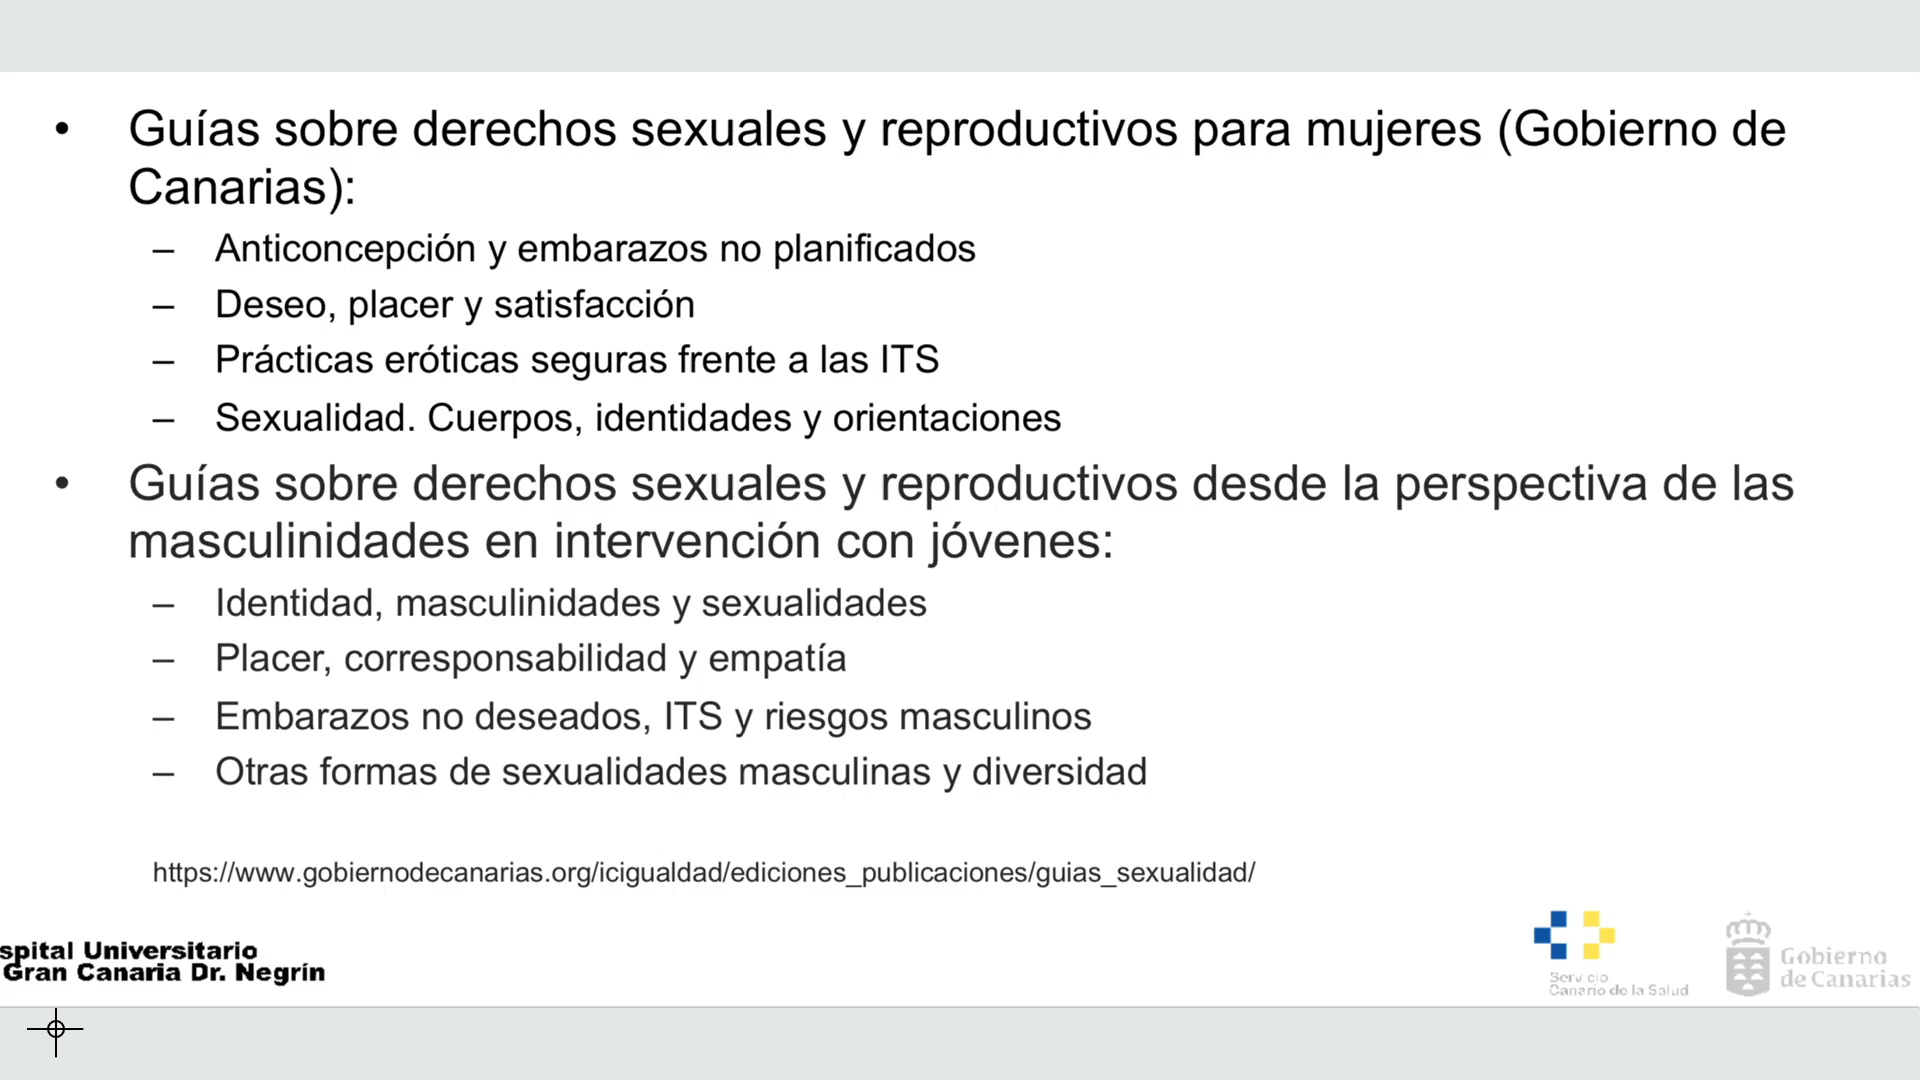 • Guías sobre derechos sexuales y reproductivos para mujeres (Gobierno de
Canarias):
– Anticoncepción y embarazos no planificados
– Deseo, placer y satisfacción
– Prácticas eróticas seguras frente a las ITS
– Sexualidad. Cuerpos, identidades y orientaciones
• Guías sobre derechos sexuales y reproductivos desde la perspectiva de las
masculinidades en intervención con jóvenes:
– Identidad, masculinidades y sexualidades
– Placer, corresponsabilidad y empatía
– Embarazos no deseados, ITS y riesgos masculinos
– Otras formas de sexualidades masculinas y diversidad
https://www.gobiernodecanarias.org/icigualdad/ediciones_publicaciones/guias_sexualidad/
spital Universitario
Gran Canaria Dr. Negrín
Servicio
Canario de la Salud
Gobierno
de Canarias